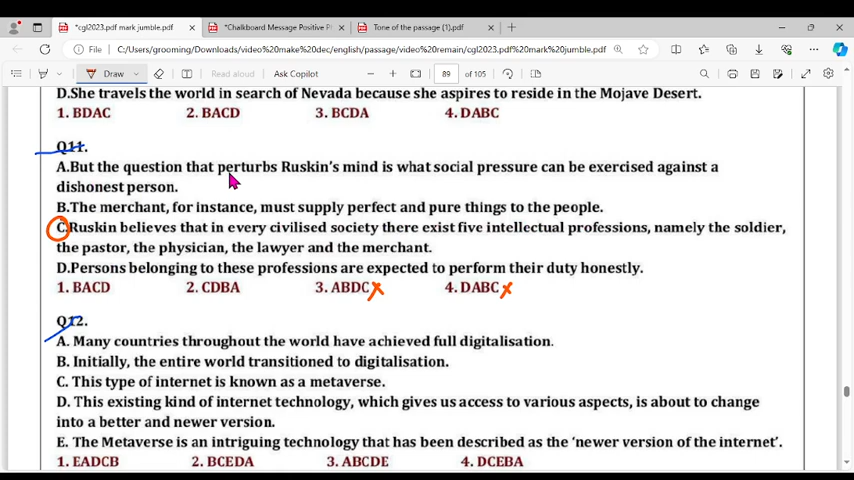 *cgl2023.pdf mark jumble.pdf
*Chalkboard Message Positive P
Tone of the passage (1).pdf
File
C:/Users/grooming/Downloads/video%20make%20dec/english/passage/video%20remain/cgl2023.pdf%20mark%20jumble.pdf
Draw
Read aloud
Ask Copilot
89 of 105
D.She travels the world in search of Nevada because she aspires to reside in the Mojave Desert.
1. BDAC 2. BACD 3. BCDA 4. DABC
Q11.
A.But the question that perturbs Ruskin's mind is what social pressure can be exercised against a
dishonest person.
B.The merchant, for instance, must supply perfect and pure things to the people.
C.Ruskin believes that in every civilised society there exist five intellectual professions, namely the soldier,
the pastor, the physician, the lawyer and the merchant.
D.Persons belonging to these professions are expected to perform their duty honestly.
1. BACD 2. CDBA 3. ABDC 4. DABC
Q12.
A. Many countries throughout the world have achieved full digitalisation.
B. Initially, the entire world transitioned to digitalisation.
C. This type of internet is known as a metaverse.
D. This existing kind of internet technology, which gives us access to various aspects, is about to change
into a better and newer version.
E. The Metaverse is an intriguing technology that has been described as the 'newer version of the internet'.
1. EADCB 2. BCEDA 3. ABCDE 4. DCEBA